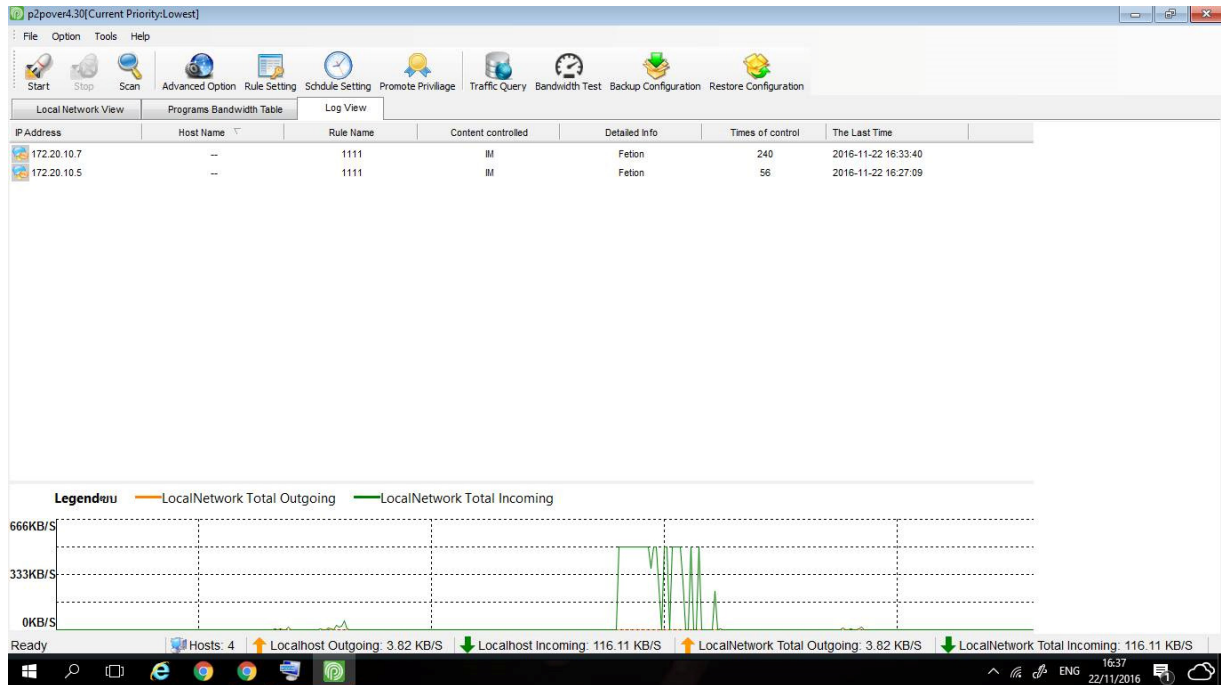 p2pover4.30[Current Priority:Lowest]
File Option Tools Help
Start Stop Scan Advanced Option Rule Setting Schdule Setting Promote Priviliage Traffic Query Bandwidth Test Backup Configuration Restore Configuration
Local Network View Programs Bandwidth Table Log View
IP Address Host Name Rule Name Content controlled Detailed Info Times of control The Last Time
172.20.10.7 -- 1111 IM Fetion 240 2016-11-22 16:33:40
172.20.10.5 -- 1111 IM Fetion 56 2016-11-22 16:27:09
Legend LocalNetwork Total Outgoing LocalNetwork Total Incoming
666KB/S
333KB/S
0KB/S
Ready Hosts: 4 Localhost Outgoing: 3.82 KB/S Localhost Incoming: 116.11 KB/S LocalNetwork Total Outgoing: 3.82 KB/S LocalNetwork Total Incoming: 116.11 KB/S
ENG 16:37
22/11/2016 1